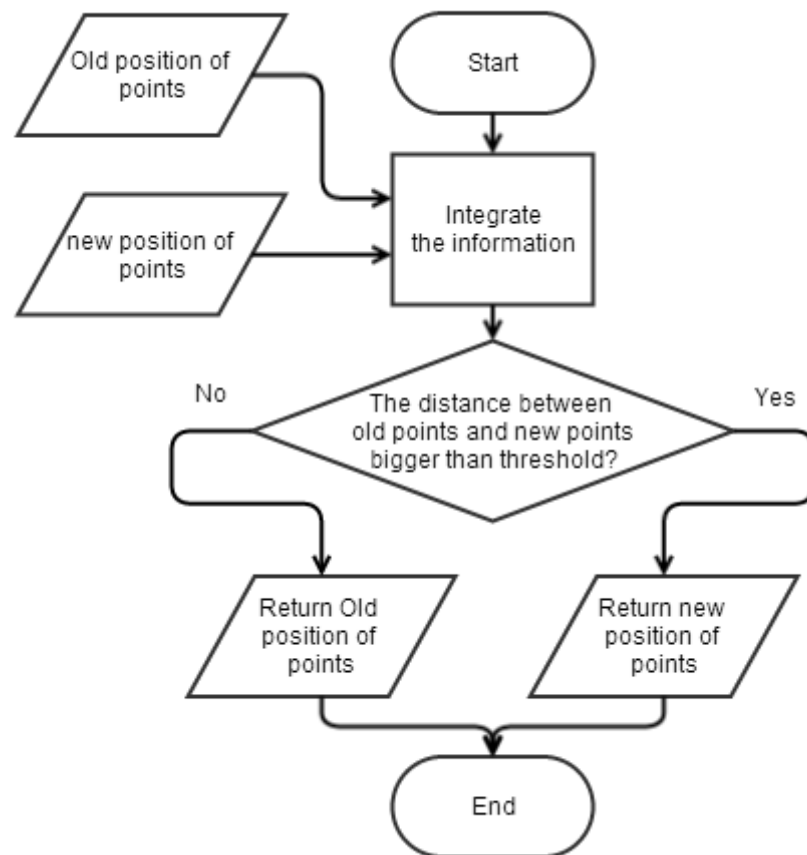 Old position of
points
Start
new position of
points
Integrate
the information
No
Yes
The distance between
old points and new points
bigger than threshold?
Return Old
position of
points
Return new
position of
points
End